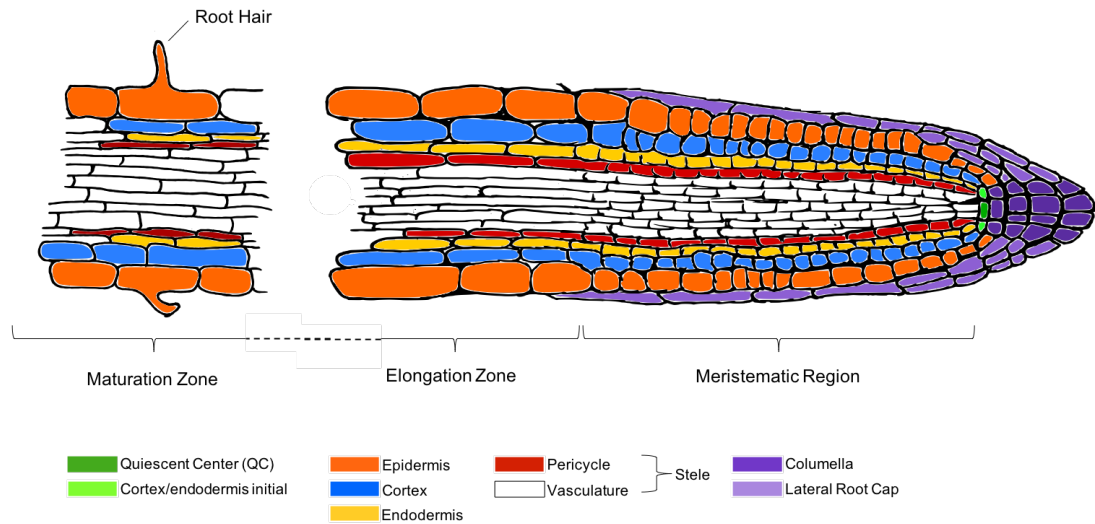 Root Hair
Maturation Zone
Elongation Zone
Meristematic Region
Quiescent Center (QC)
Cortex/endodermis initial
Epidermis
Cortex
Endodermis
Pericycle
Vasculature
Stele
Columella
Lateral Root Cap